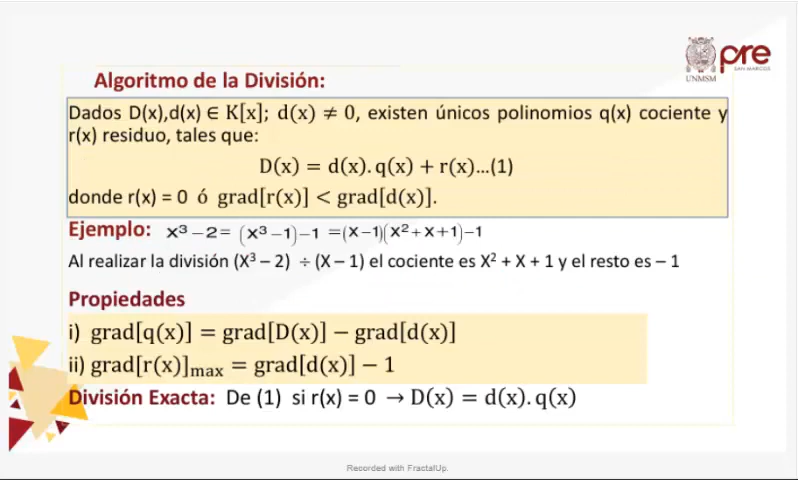 pre
SAN MARCOS
UNMSM
Algoritmo de la División:
Dados D(x),d(x) ∈ K[x]; d(x) ≠ 0, existen únicos polinomios q(x) cociente y
r(x) residuo, tales que:
D(x) = d(x). q(x) + r(x)...(1)
donde r(x) = 0 ó grad[r(x)] < grad[d(x)].
Ejemplo: x³ – 2 = (x³ – 1) – 1 = (x – 1)(x² + x + 1) – 1
Al realizar la división (X³ – 2) ÷ (X – 1) el cociente es X² + X + 1 y el resto es – 1
Propiedades
i) grad[q(x)] = grad[D(x)] − grad[d(x)]
ii) grad[r(x)]ₘₐₓ = grad[d(x)] − 1
División Exacta: De (1) si r(x) = 0 → D(x) = d(x). q(x)
Recorded with FractalUp.